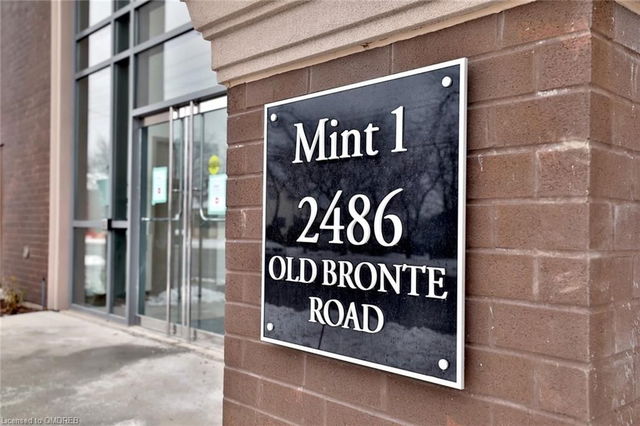 Mint 1
2486
OLD BRONTE
ROAD
Licensed to OMDREB